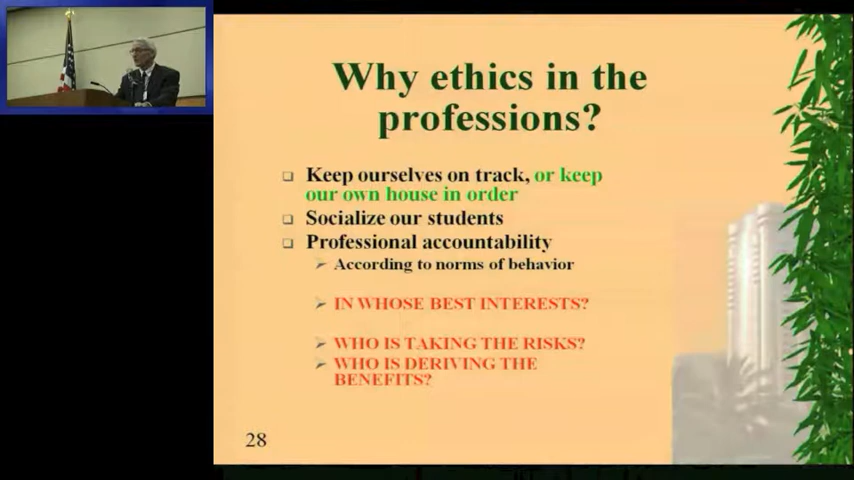 Why ethics in the
professions?
Keep ourselves on track, or keep
our own house in order
Socialize our students
Professional accountability
According to norms of behavior
IN WHOSE BEST INTERESTS?
WHO IS TAKING THE RISKS?
WHO IS DERIVING THE
BENEFITS?
28